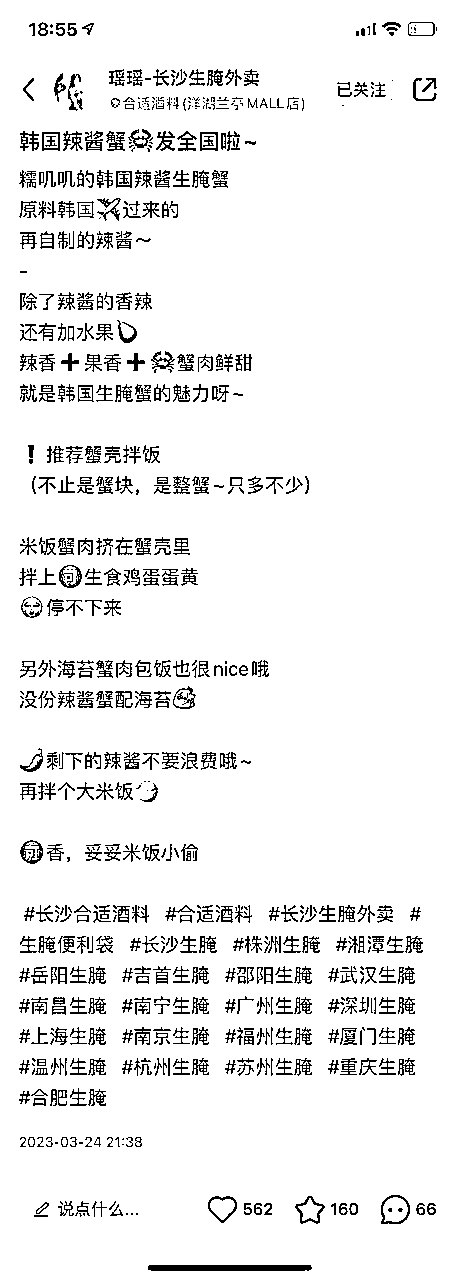 18:55
瑶瑶-长沙生腌外卖
合适酒料(洋湖兰亭MALL店)
已关注
韩国辣酱蟹🦀发全国啦~
糯叽叽的韩国辣酱生腌蟹
原料韩国✈过来的
再自制的辣酱~
-
除了辣酱的香辣
还有加水果🍐
辣香➕果香➕🦀蟹肉鲜甜
就是韩国生腌蟹的魅力呀~
❗推荐蟹壳拌饭
（不止是蟹块，是整蟹~只多不少）
米饭蟹肉挤在蟹壳里
拌上可生食鸡蛋蛋黄
😌停不下来
另外海苔蟹肉包饭也很nice哦
没份辣酱蟹配海苔
🌶剩下的辣酱不要浪费哦~
再拌个大米饭
香，妥妥米饭小偷
#长沙合适酒料 #合适酒料 #长沙生腌外卖 #
生腌便利袋 #长沙生腌 #株洲生腌 #湘潭生腌
#岳阳生腌 #吉首生腌 #邵阳生腌 #武汉生腌
#南昌生腌 #南宁生腌 #广州生腌 #深圳生腌
#上海生腌 #南京生腌 #福州生腌 #厦门生腌
#温州生腌 #杭州生腌 #苏州生腌 #重庆生腌
#合肥生腌
2023-03-24 21:38
说点什么... 562 160 66